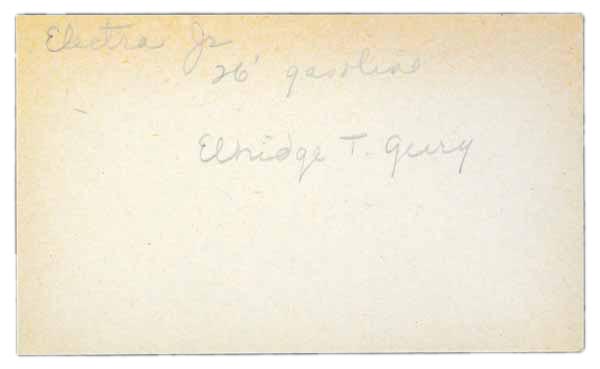 Electra Jr
26' gasoline
Elbridge T. Gerry